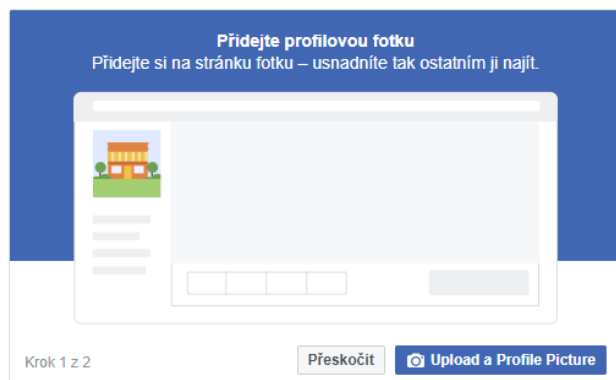 Přidejte profilovou fotku
Přidejte si na stránku fotku – usnadníte tak ostatním ji najít.
Krok 1 z 2
Přeskočit
Upload a Profile Picture